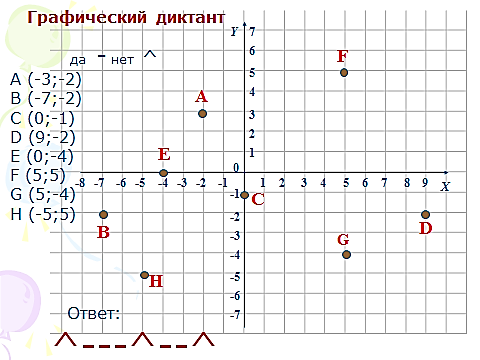 Графический диктант
да - нет ^
A (-3;-2)
B (-7;-2)
C (0;-1)
D (9;-2)
E (0;-4)
F (5;5)
G (5;-4)
H (-5;5)
Y
7
6
5
4
3
2
1
0
-8 -7 -5 -4 -3 -2 -1 1 2 3 4 5 6 7 8 9 X
-1
-2
-3
-4
-5
-6
-7
F
A
E
C
B
D
G
H
Ответ:
^ _ _ _ ^ _ _ ^